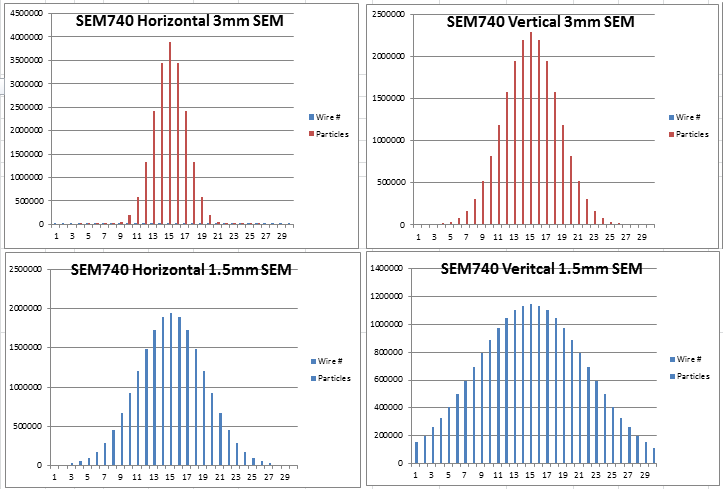 SEM740 Horizontal 3mm SEM
4500000
4000000
3500000
3000000
2500000
2000000
1500000
1000000
500000
0
1 3 5 7 9 11 13 15 17 19 21 23 25 27 29
Wire #
Particles
SEM740 Vertical 3mm SEM
2500000
2000000
1500000
1000000
500000
0
1 3 5 7 9 11 13 15 17 19 21 23 25 27 29
Wire #
Particles
SEM740 Horizontal 1.5mm SEM
2500000
2000000
1500000
1000000
500000
0
1 3 5 7 9 11 13 15 17 19 21 23 25 27 29
Wire #
Particles
SEM740 Veritcal 1.5mm SEM
1400000
1200000
1000000
800000
600000
400000
200000
0
1 3 5 7 9 11 13 15 17 19 21 23 25 27 29
Wire #
Particles